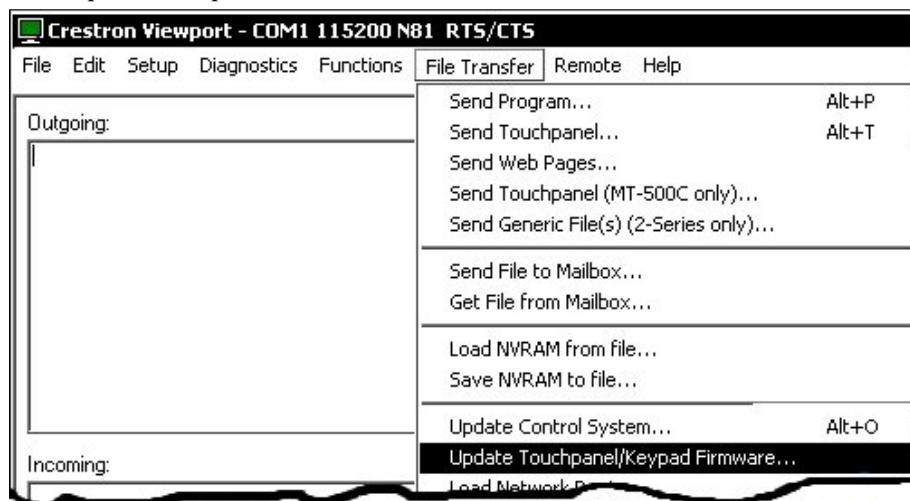 Crestron Viewport - COM1 115200 N81 RTS/CTS
File Edit Setup Diagnostics Functions File Transfer Remote Help
Outgoing:
Send Program... Alt+P
Send Touchpanel... Alt+T
Send Web Pages...
Send Touchpanel (MT-500C only)...
Send Generic File(s) (2-Series only)...
Send File to Mailbox...
Get File from Mailbox...
Load NVRAM from file...
Save NVRAM to file...
Update Control System... Alt+O
Update Touchpanel/Keypad Firmware...
Load Network
Incoming: